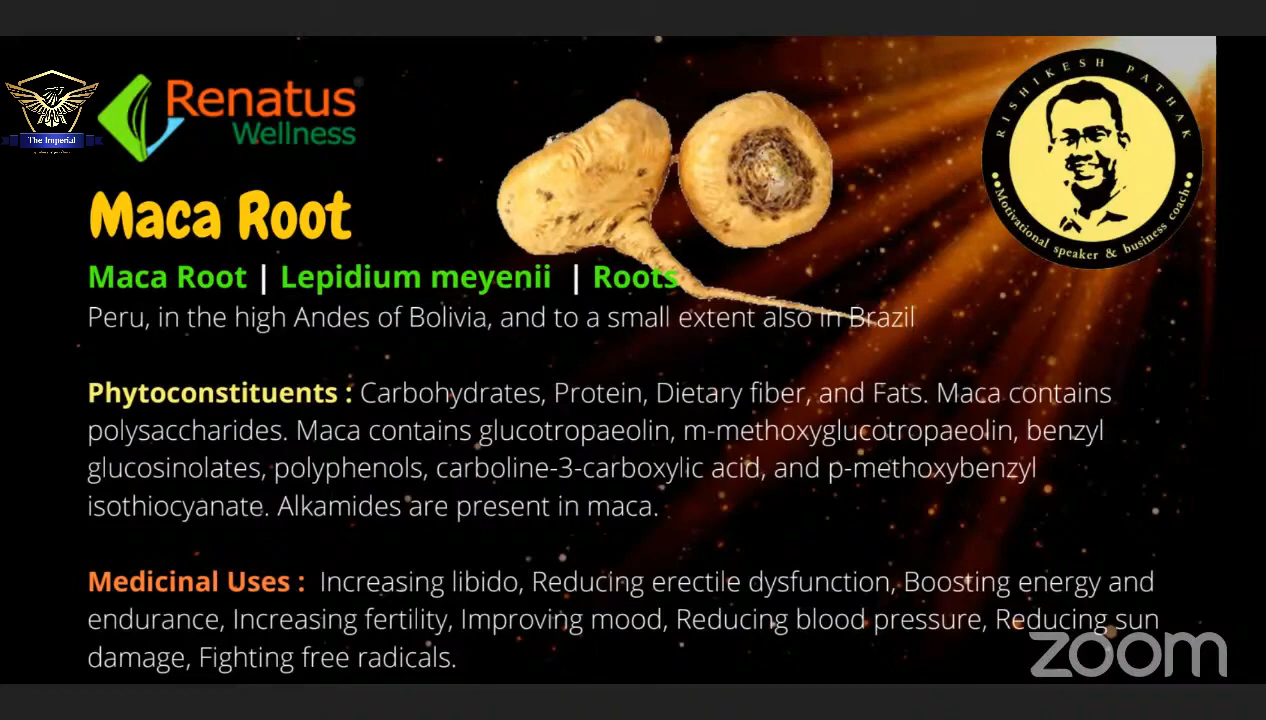 The Imperial
Renatus
Wellness
RISHIKESH PATHAK
Motivational speaker & business coach
Maca Root
Maca Root | Lepidium meyenii | Roots
Peru, in the high Andes of Bolivia, and to a small extent also in Brazil
Phytoconstituents : Carbohydrates, Protein, Dietary fiber, and Fats. Maca contains
polysaccharides. Maca contains glucotropaeolin, m-methoxyglucotropaeolin, benzyl
glucosinolates, polyphenols, carboline-3-carboxylic acid, and p-methoxybenzyl
isothiocyanate. Alkamides are present in maca.
Medicinal Uses : Increasing libido, Reducing erectile dysfunction, Boosting energy and
endurance, Increasing fertility, Improving mood, Reducing blood pressure, Reducing sun
damage, Fighting free radicals.
zoom